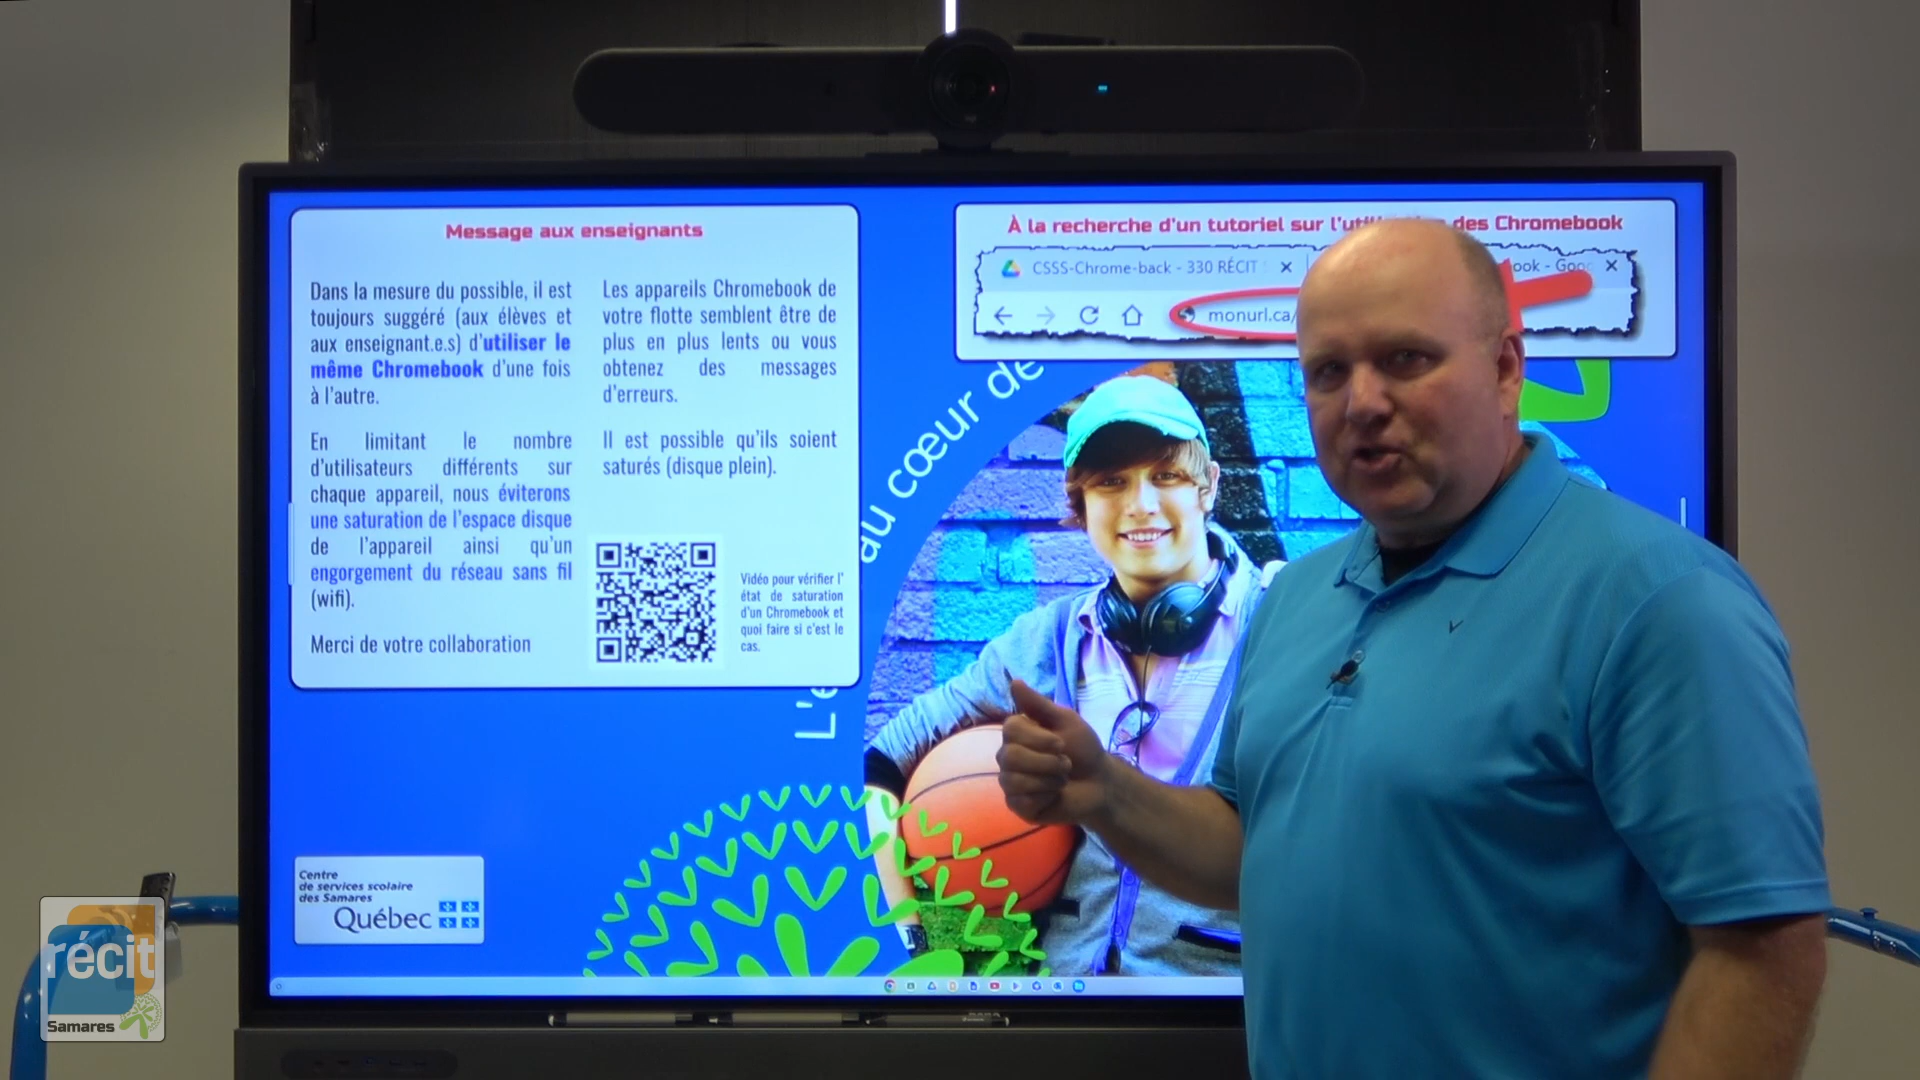 Message aux enseignants
Dans la mesure du possible, il est
toujours suggéré (aux élèves et
aux enseignant.e.s) d'utiliser le
même Chromebook d'une fois
à l'autre.
En limitant le nombre
d'utilisateurs différents sur
chaque appareil, nous éviterons
une saturation de l'espace disque
de l'appareil ainsi qu'un
engorgement du réseau sans fil
(wifi).
Merci de votre collaboration
Les appareils Chromebook de
votre flotte semblent être de
plus en plus lents ou vous
obtenez des messages
d'erreurs.
Il est possible qu'ils soient
saturés (disque plein).
Vidéo pour vérifier l'
état de saturation
d'un Chromebook et
quoi faire si c'est le
cas.
À la recherche d'un tutoriel sur l'uti des Chromebook
CSSS-Chrome-back - 330 RÉCIT
ook - Goo
monurl.ca/
L'é au cœur de
Centre
de services scolaire
des Samares
Québec
récit
Samares